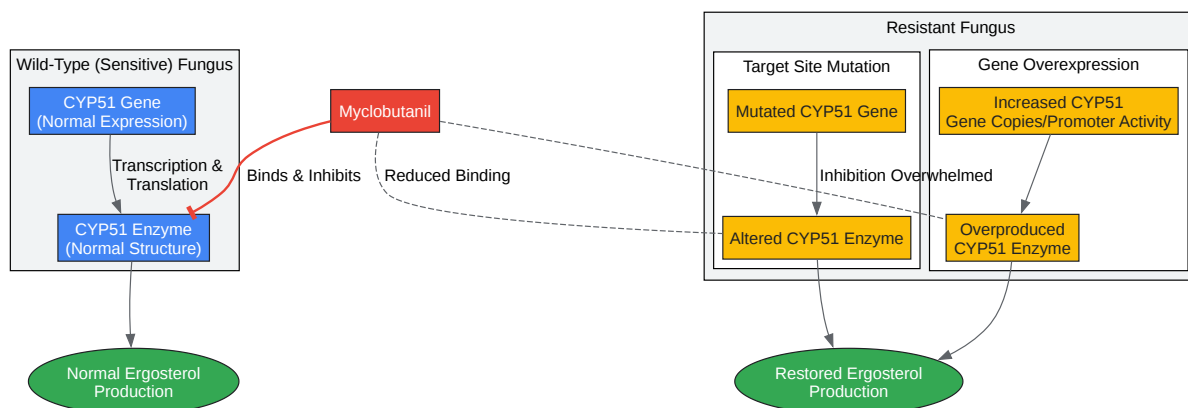 Resistant Fungus
Wild-Type (Sensitive) Fungus
Target Site Mutation
Gene Overexpression
CYP51 Gene
(Normal Expression)
Myclobutanil
Mutated CYP51 Gene
Increased CYP51
Gene Copies/Promoter Activity
Transcription &
Translation
Binds & Inhibits
Reduced Binding
Inhibition Overwhelmed
CYP51 Enzyme
(Normal Structure)
Altered CYP51 Enzyme
Overproduced
CYP51 Enzyme
Normal Ergosterol
Production
Restored Ergosterol
Production